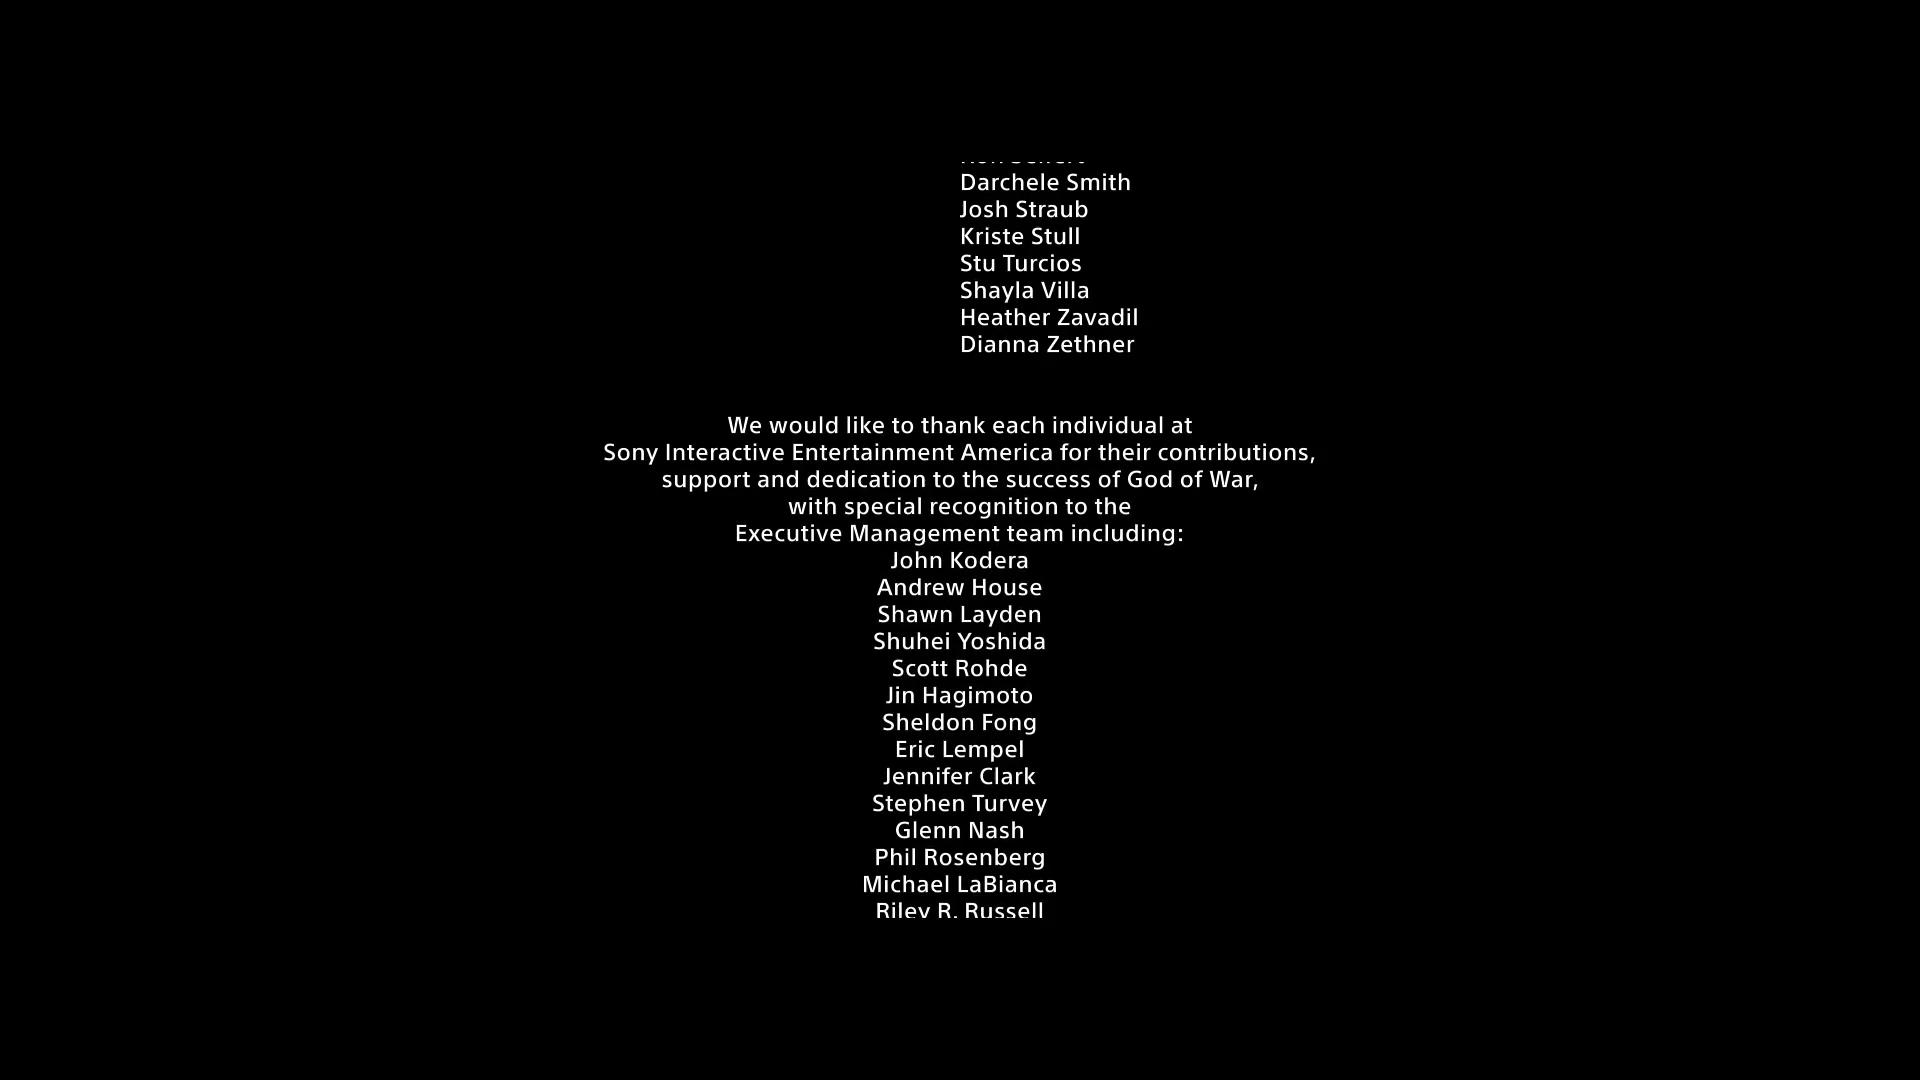 Darchele Smith
Josh Straub
Kriste Stull
Stu Turcios
Shayla Villa
Heather Zavadil
Dianna Zethner
We would like to thank each individual at
Sony Interactive Entertainment America for their contributions,
support and dedication to the success of God of War,
with special recognition to the
Executive Management team including:
John Kodera
Andrew House
Shawn Layden
Shuhei Yoshida
Scott Rohde
Jin Hagimoto
Sheldon Fong
Eric Lempel
Jennifer Clark
Stephen Turvey
Glenn Nash
Phil Rosenberg
Michael LaBianca
Riley R. Russell